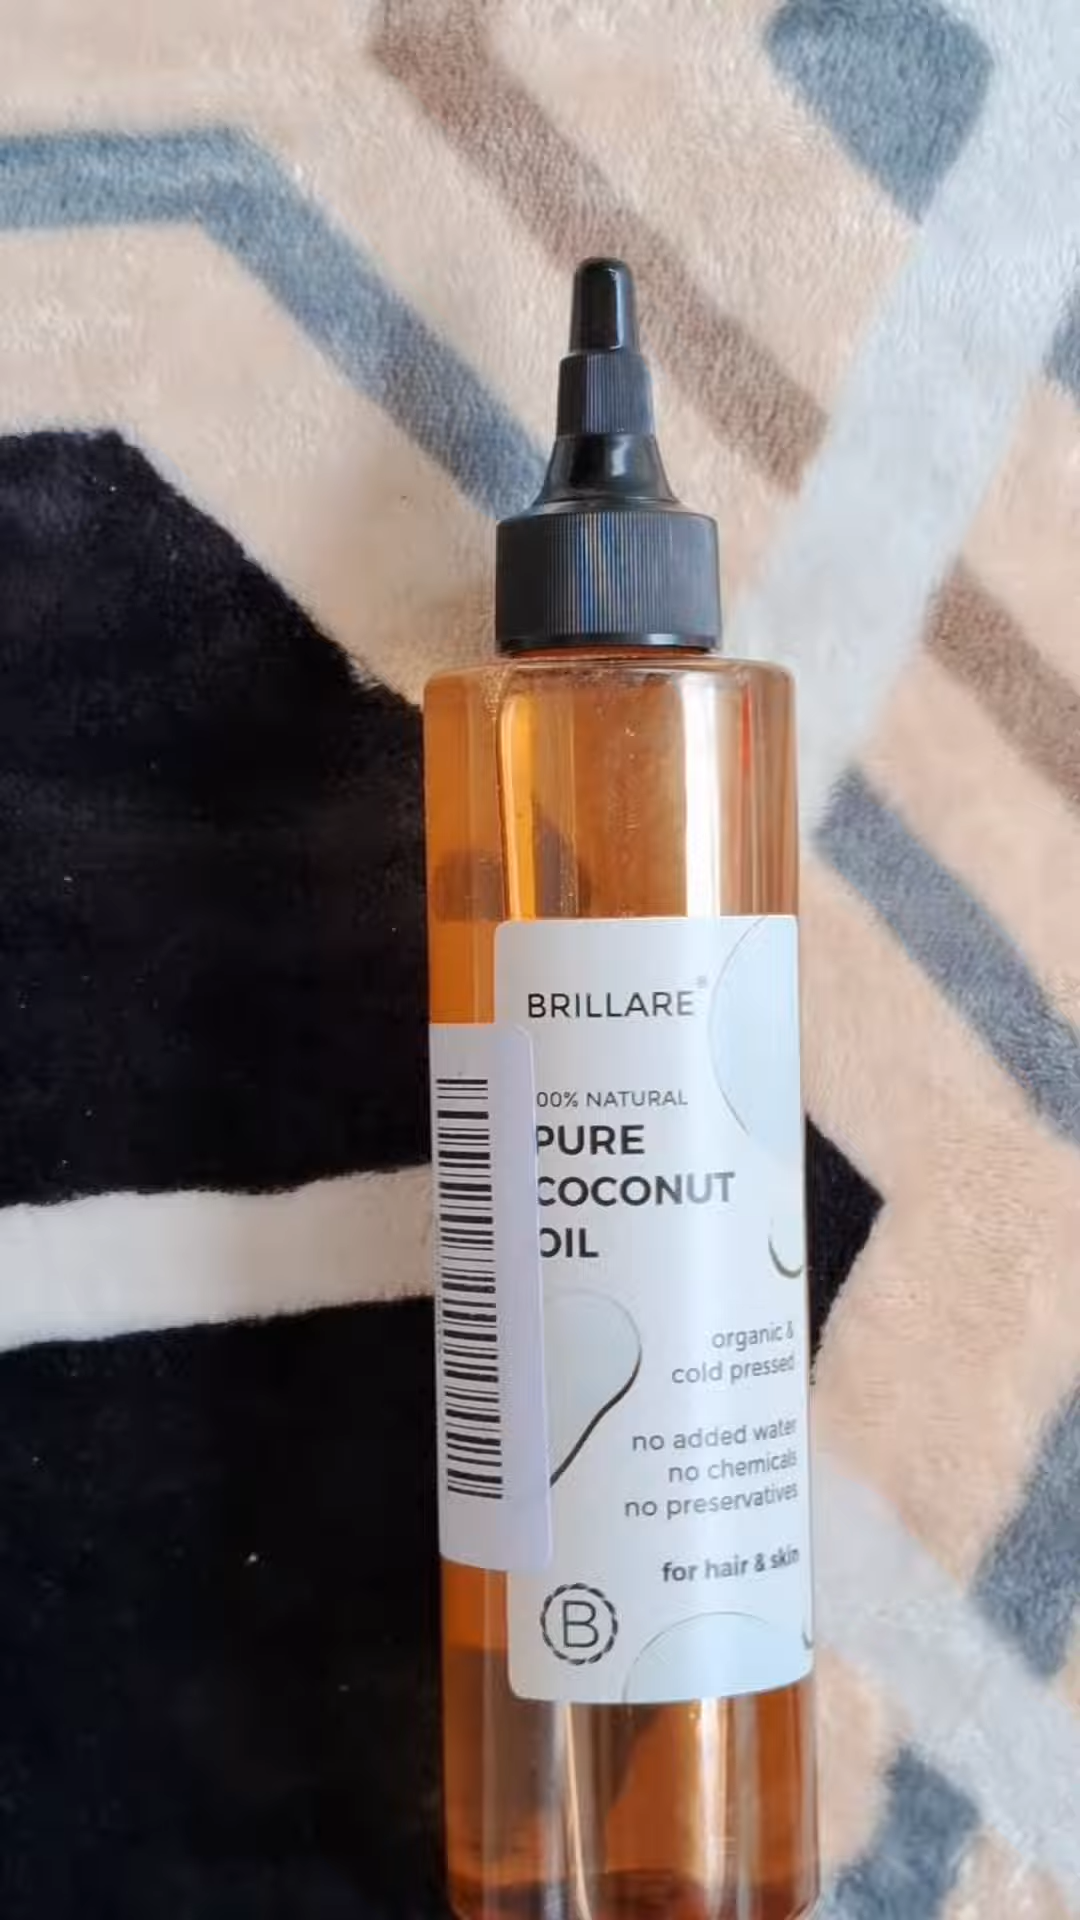 BRILLARE®
00% NATURAL
PURE
COCONUT
OIL
organic &
cold pressed
no added water
no chemicals
no preservatives
for hair & skin
B